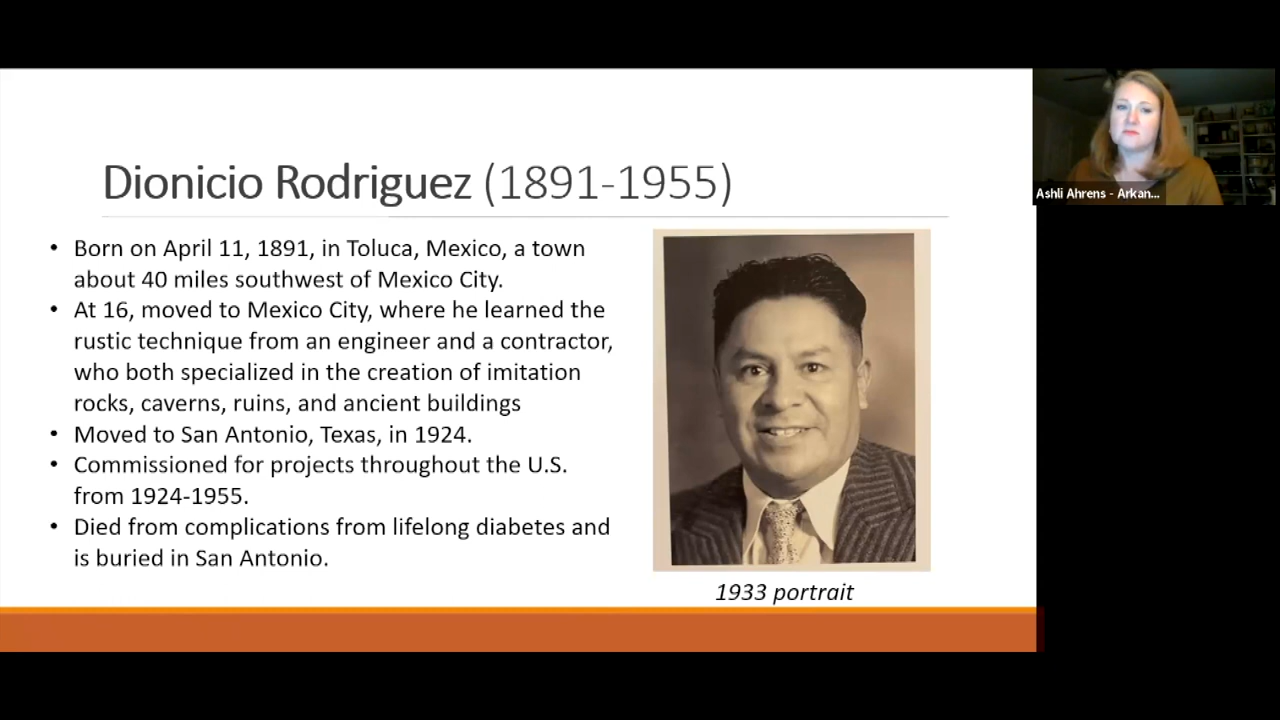 Dionicio Rodriguez (1891-1955)
• Born on April 11, 1891, in Toluca, Mexico, a town
about 40 miles southwest of Mexico City.
• At 16, moved to Mexico City, where he learned the
rustic technique from an engineer and a contractor,
who both specialized in the creation of imitation
rocks, caverns, ruins, and ancient buildings
• Moved to San Antonio, Texas, in 1924.
• Commissioned for projects throughout the U.S.
from 1924-1955.
• Died from complications from lifelong diabetes and
is buried in San Antonio.
1933 portrait
Ashli Ahrens - Arkan...